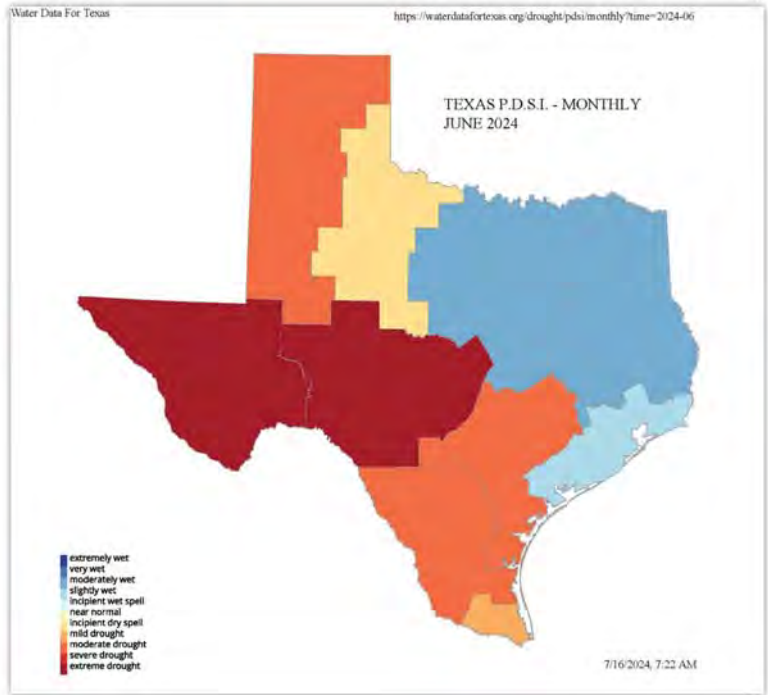 Water Data For Texas
https://waterdatafortexas.org/drought/pdsi/monthly?time=2024-06
TEXAS P.D.S.I. - MONTHLY
JUNE 2024
extremely wet
very wet
moderately wet
slightly wet
incipient wet spell
near normal
incipient dry spell
mild drought
moderate drought
severe drought
extreme drought
7/16/2024, 7:22 AM